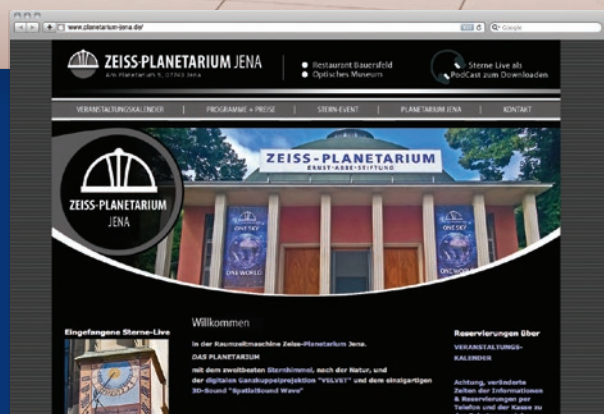 www.planetarium-jena.de/
Google
ZEISS-PLANETARIUM JENA
Am Planetarium 5, 07743 Jena
Restaurant Bauersfeld
Optisches Museum
Sterne Live als
PodCast zum Downloaden
VERANSTALTUNGSKALENDER | PROGRAMME + PREISE | STERN-EVENT | PLANETARIUM JENA | KONTAKT
ZEISS-PLANETARIUM
ERNST-ABBE-STIFTUNG
ZEISS-PLANETARIUM
JENA
ONE SKY
ONE WORLD
ONE SKY
ONE WORLD
Willkommen
Eingefangene Sterne-Live
in der Raumzeitmaschine Zeiss-Planetarium Jena.
DAS PLANETARIUM
mit dem zweitbesten Sternhimmel, nach der Natur, und
der digitalen Ganzkuppelprojektion "VELVET" und dem einzigartigen
3D-Sound "SpatialSound Wave"
Reservierungen über
VERANSTALTUNGS-
KALENDER
Achtung, veränderte
Zeiten der Informationen
& Reservierungen per
Telefon und der Kasse zu